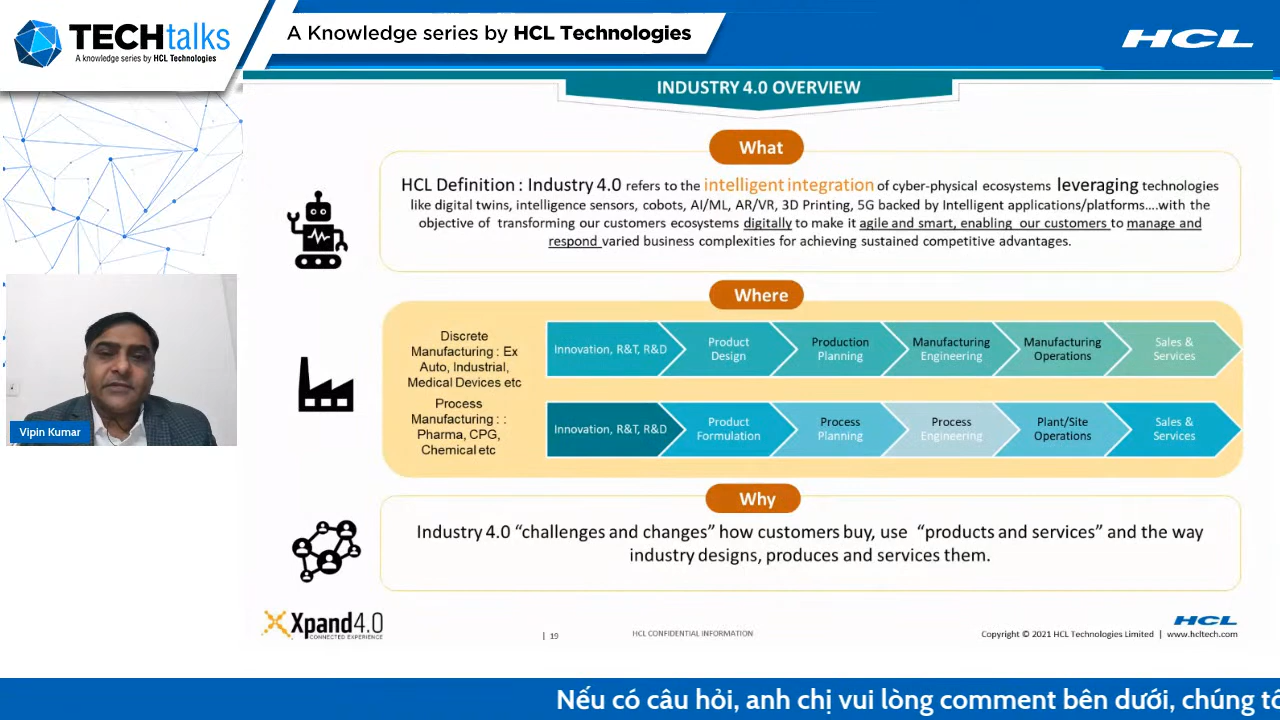 TECHtalks
A knowledge series by HCL Technologies
A Knowledge series by HCL Technologies
HCL
INDUSTRY 4.0 OVERVIEW
What
HCL Definition : Industry 4.0 refers to the intelligent integration of cyber-physical ecosystems leveraging technologies
like digital twins, intelligence sensors, cobots, AI/ML, AR/VR, 3D Printing, 5G backed by Intelligent applications/platforms....with the
objective of transforming our customers ecosystems digitally to make it agile and smart, enabling our customers to manage and
respond varied business complexities for achieving sustained competitive advantages.
Where
Discrete
Manufacturing : Ex
Auto, Industrial,
Medical Devices etc
Innovation, R&T, R&D
Product
Design
Production
Planning
Manufacturing
Engineering
Manufacturing
Operations
Sales &
Services
Process
Manufacturing : :
Pharma, CPG,
Chemical etc
Innovation, R&T, R&D
Product
Formulation
Process
Planning
Process
Engineering
Plant/Site
Operations
Sales &
Services
Vipin Kumar
Why
Industry 4.0 “challenges and changes” how customers buy, use “products and services” and the way
industry designs, produces and services them.
Xpand4.0
CONNECTED EXPERIENCE
| 19
HCL CONFIDENTIAL INFORMATION
HCL
Copyright © 2021 HCL Technologies Limited | www.hcltech.com
Nếu có câu hỏi, anh chị vui lòng comment bên dưới, chúng tô